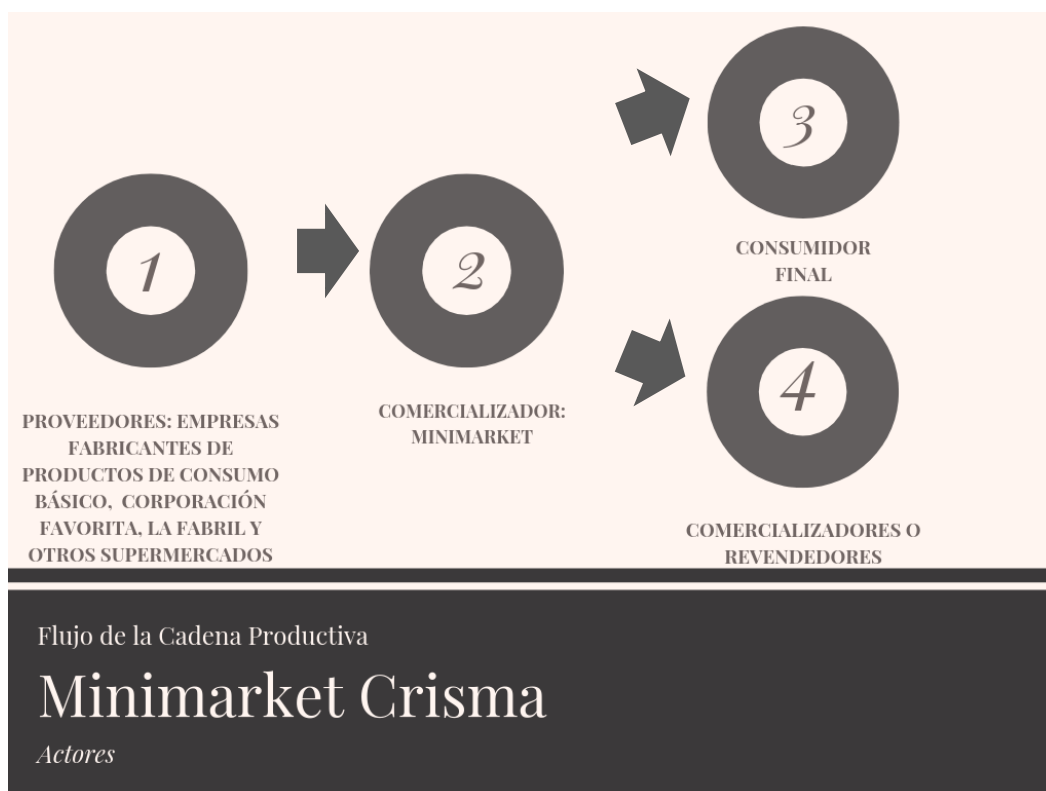 1
PROVEEDORES: EMPRESAS
FABRICANTES DE
PRODUCTOS DE CONSUMO
BÁSICO,  CORPORACIÓN
FAVORITA, LA FABRIL Y
OTROS SUPERMERCADOS
2
COMERCIALIZADOR:
MINIMARKET
3
CONSUMIDOR
FINAL
4
COMERCIALIZADORES O
REVENDEDORES
Flujo de la Cadena Productiva
Minimarket Crisma
Actores